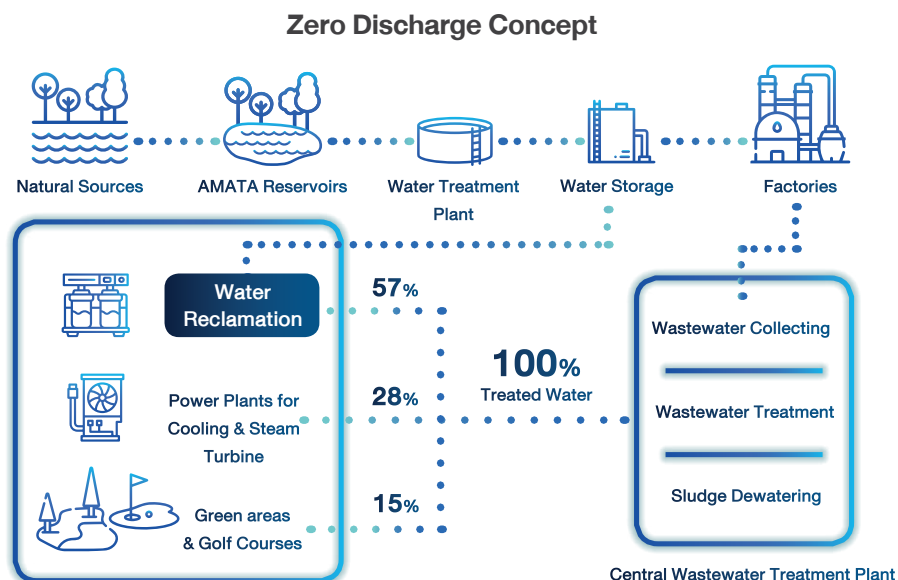 Zero Discharge Concept
Natural Sources
AMATA Reservoirs
Water Treatment
Plant
Water Storage
Factories
Water
Reclamation
57%
Power Plants for
Cooling & Steam
Turbine
28%
Green areas
& Golf Courses
15%
100%
Treated Water
Wastewater Collecting
Wastewater Treatment
Sludge Dewatering
Central Wastewater Treatment Plant